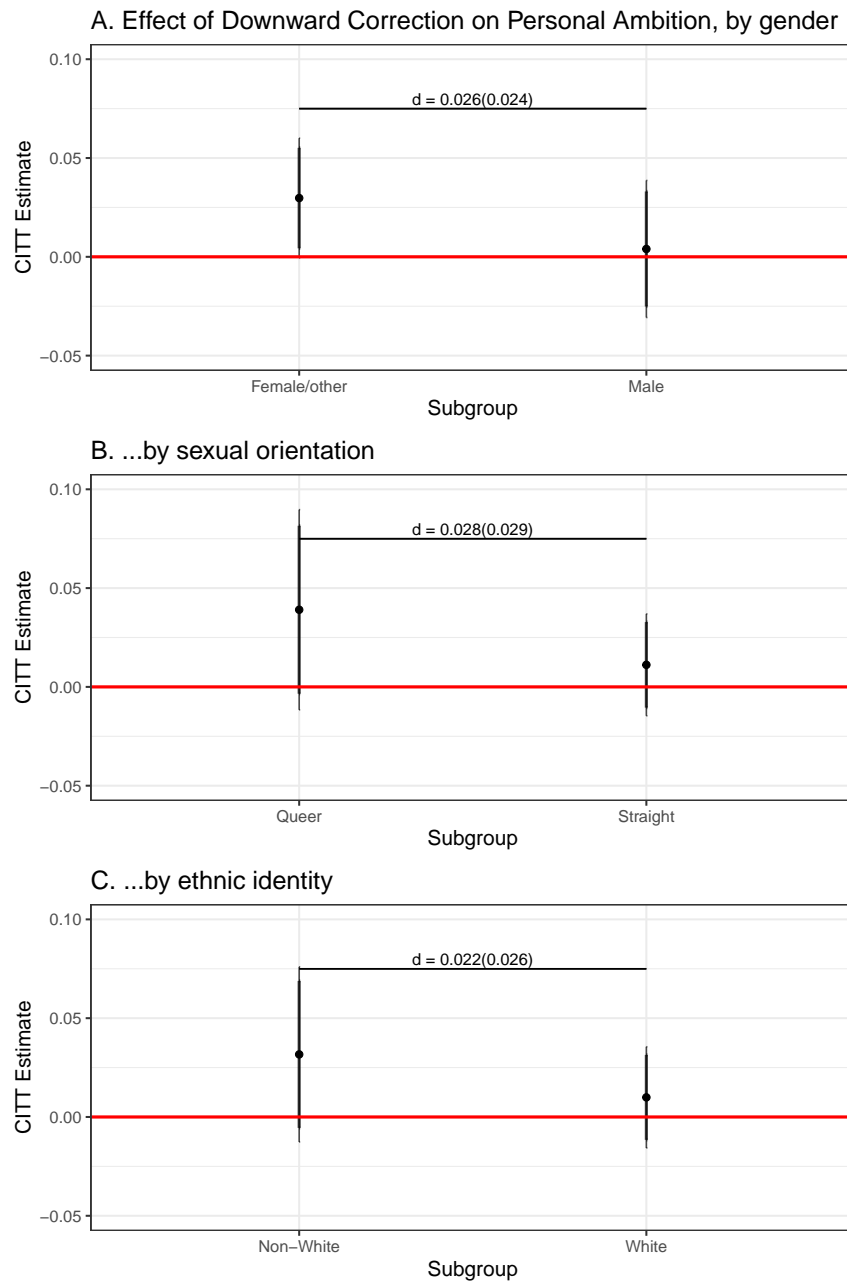 A. Effect of Downward Correction on Personal Ambition, by gender
0.10
d = 0.026(0.024)
0.05
CITT Estimate
0.00
−0.05
Female/other Male
Subgroup
B. ...by sexual orientation
0.10
d = 0.028(0.029)
0.05
CITT Estimate
0.00
−0.05
Queer Straight
Subgroup
C. ...by ethnic identity
0.10
d = 0.022(0.026)
0.05
CITT Estimate
0.00
−0.05
Non−White White
Subgroup